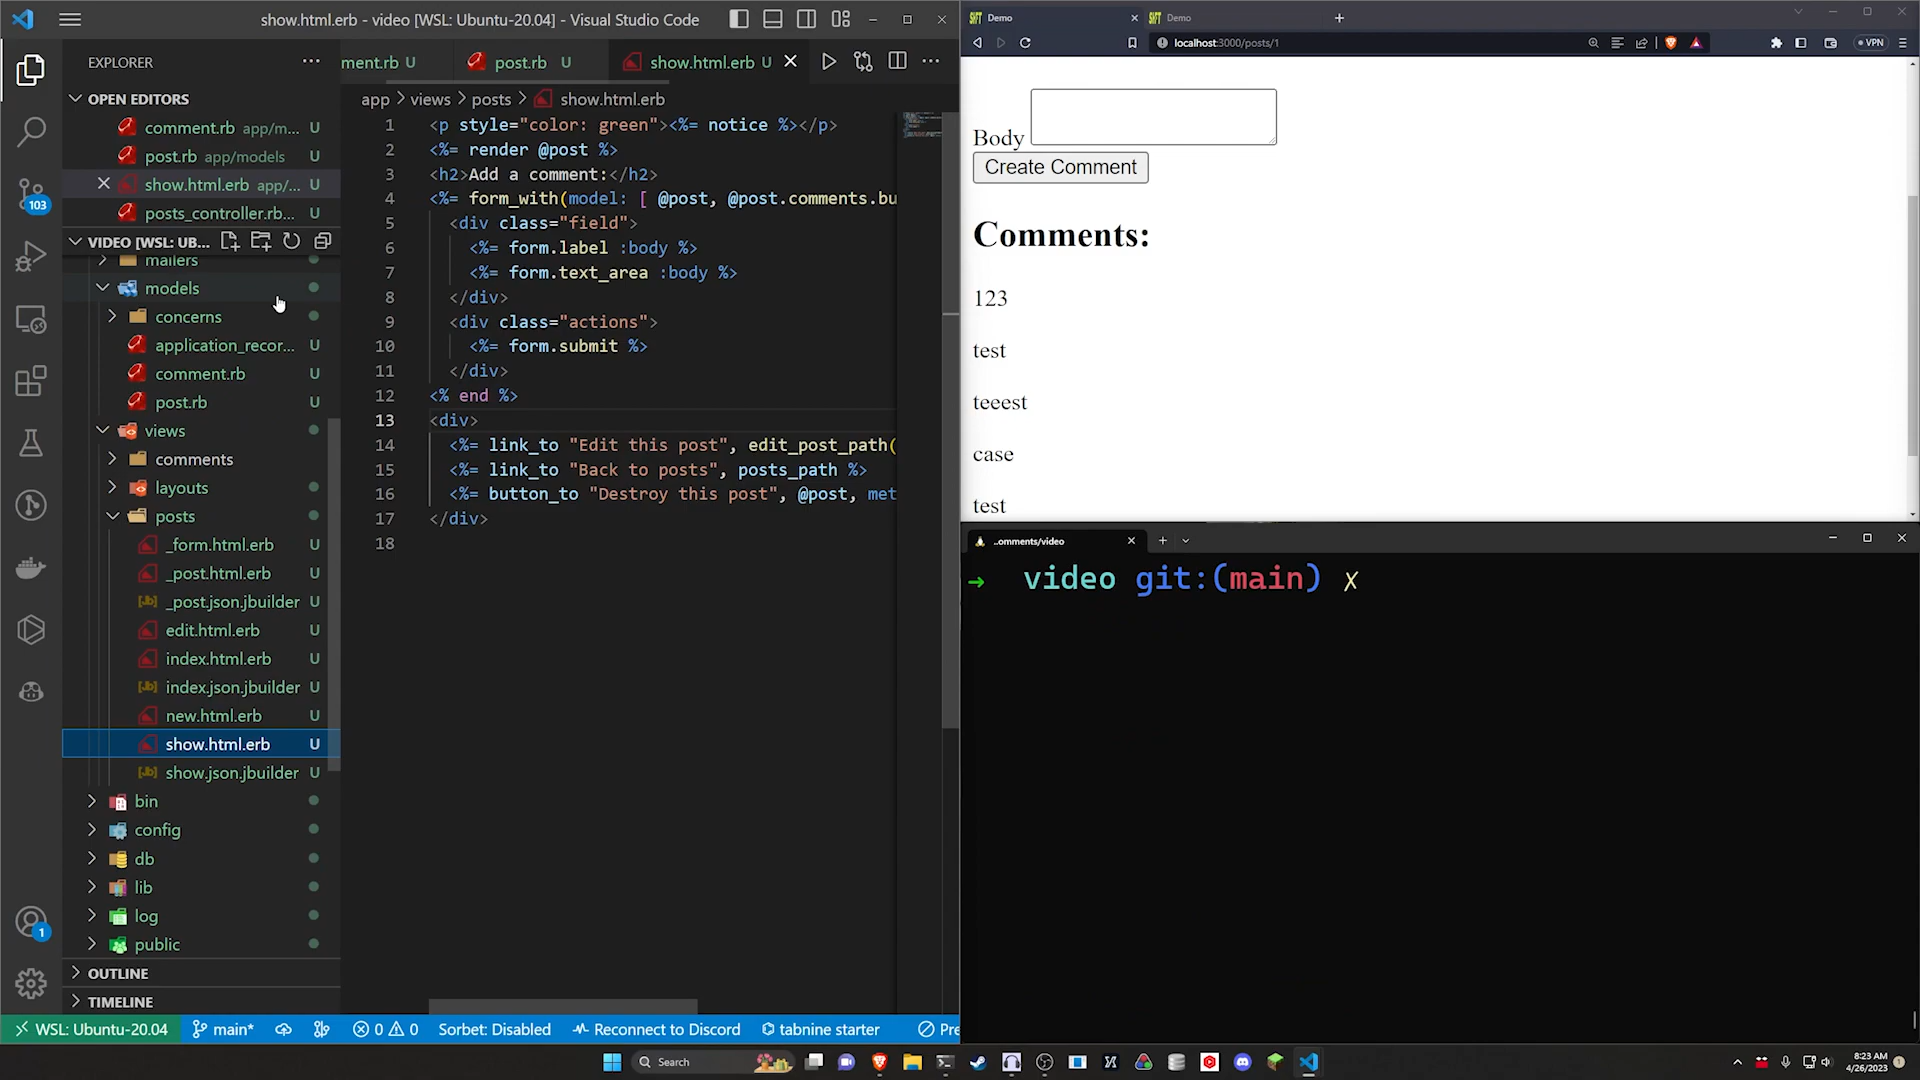 show.html.erb - video [WSL: Ubuntu-20.04] - Visual Studio Code
EXPLORER
ment.rb U
post.rb U
show.html.erb U
OPEN EDITORS
comment.rb app/m... U
post.rb app/models U
show.html.erb app/... U
posts_controller.rb...
VIDEO [WSL: UB...
mailers
models
concerns
application_recor... U
comment.rb U
post.rb U
views
comments
layouts
posts
_form.html.erb U
_post.html.erb U
_post.json.jbuilder U
edit.html.erb U
index.html.erb U
index.json.jbuilder U
new.html.erb U
show.html.erb U
show.json.jbuilder U
bin
config
db
lib
log
public
OUTLINE
TIMELINE
103
1
app > views > posts > show.html.erb
1 <p style="color: green"><%= notice %></p>
2 <%= render @post %>
3 <h2>Add a comment:</h2>
4 <%= form_with(model: [ @post, @post.comments.bu
5 <div class="field">
6 <%= form.label :body %>
7 <%= form.text_area :body %>
8 </div>
9 <div class="actions">
10 <%= form.submit %>
11 </div>
12 <% end %>
13 <div>
14 <%= link_to "Edit this post", edit_post_path(
15 <%= link_to "Back to posts", posts_path %>
16 <%= button_to "Destroy this post", @post, met
17 </div>
18
WSL: Ubuntu-20.04
main*
0 0
Sorbet: Disabled
Reconnect to Discord
tabnine starter
Pre
Demo
Demo
localhost:3000/posts/1
VPN
Body
Create Comment
Comments:
123
test
teeest
case
test
..omments/video
→ video git:(main) x
Search
8:23 AM
4/26/2023